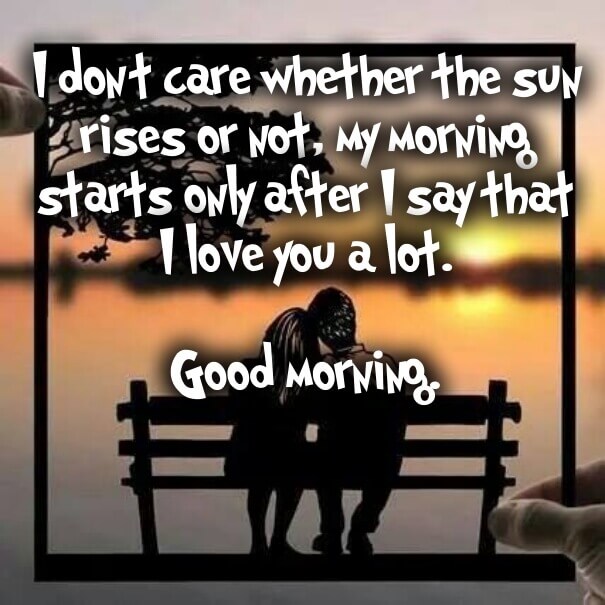 I dont care whether the sun
rises or not, my morning
starts only after I say that
I love you a lot.
Good morning.